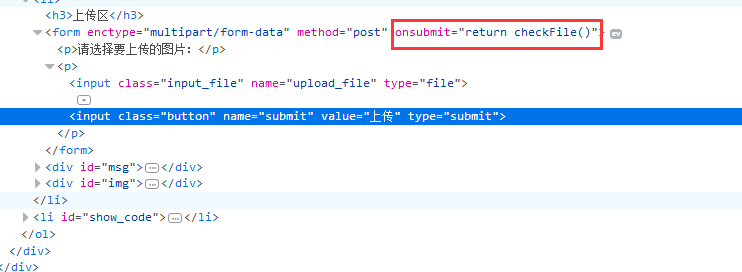 <li>
<h3>上传区</h3>
<form enctype="multipart/form-data" method="post" onsubmit="return checkFile()"> ev
<p>请选择要上传的图片：</p>
<p>
<input class="input_file" name="upload_file" type="file">
<input class="button" name="submit" value="上传" type="submit">
</p>
</form>
<div id="msg">…</div>
<div id="img">…</div>
</li>
<li id="show_code">…</li>
</ol>
</div>
</div>